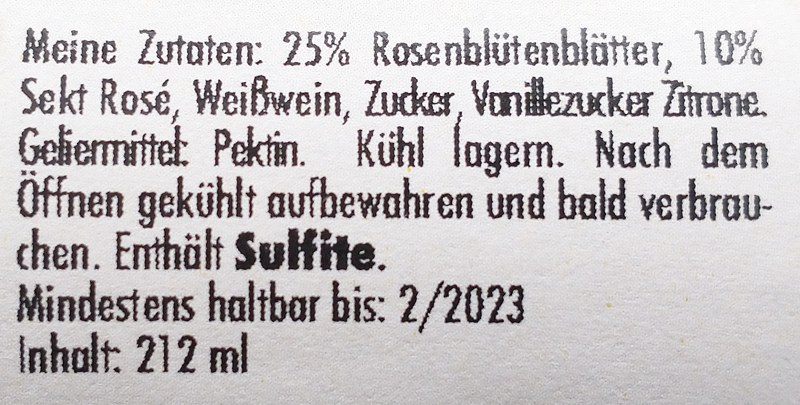 Meine Zutaten: 25% Rosenblütenblätter, 10%
Sekt Rosé, Weißwein, Zucker, Vanillezucker Zitrone.
Geliermittel: Pektin. Kühl lagern. Nach dem
Öffnen gekühlt aufbewahren und bald verbrau-
chen. Enthält Sulfite.
Mindestens haltbar bis: 2/2023
Inhalt: 212 ml